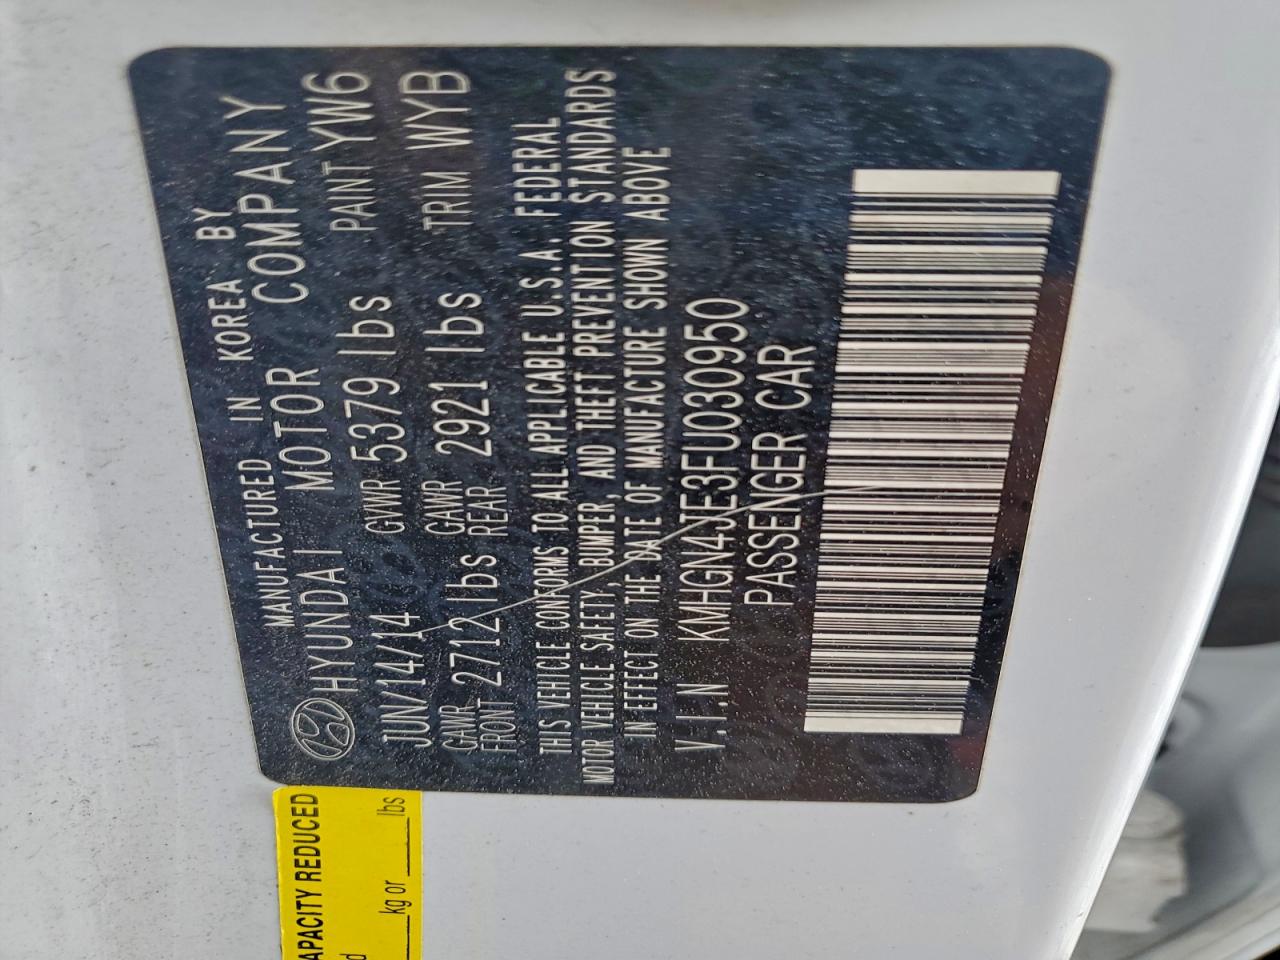 MANUFACTURED IN KOREA BY
HYUNDAI MOTOR COMPANY
JUN/14/14 GVWR 5379 lbs PAINT YW6
GAWR FRONT 2712 lbs GAWR REAR 2921 lbs TRIM WYB
THIS VEHICLE CONFORMS TO ALL APPLICABLE U.S.A. FEDERAL
MOTOR VEHICLE SAFETY, BUMPER, AND THEFT PREVENTION STANDARDS
IN EFFECT ON THE DATE OF MANUFACTURE SHOWN ABOVE
V.I.N KMHGN4JE3FU030950
PASSENGER CAR
APACITY REDUCED
kg or lbs